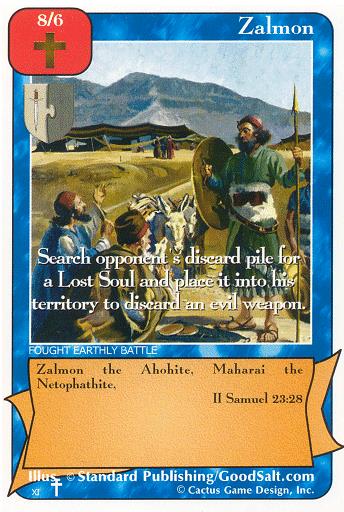 8/6
Zalmon
Search opponent's discard pile for
a Lost Soul and place it into his
territory to discard an evil weapon.
FOUGHT EARTHLY BATTLE
Zalmon the Ahohite, Maharai the
Netophathite,
II Samuel 23:28
Illus. © Standard Publishing/GoodSalt.com
XI © Cactus Game Design, Inc.